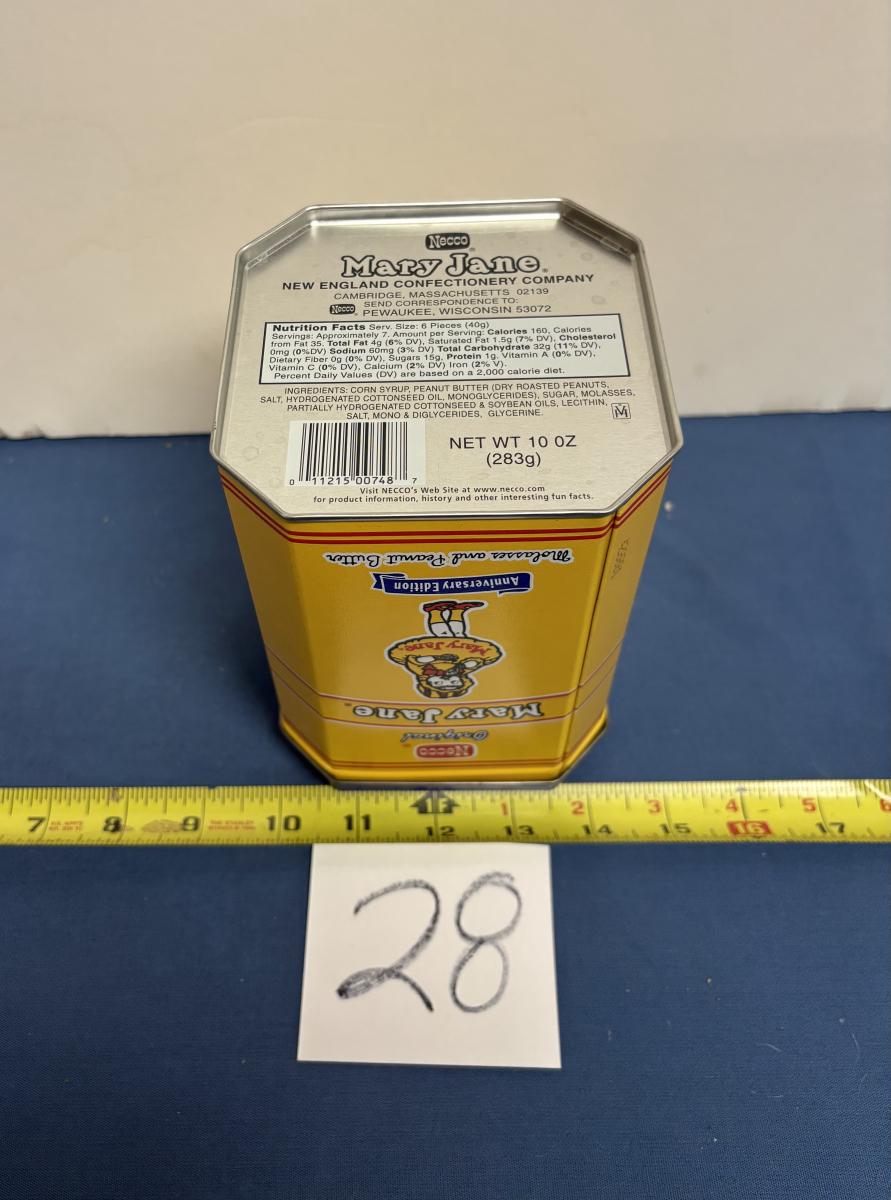 Necco
Mary Jane®
NEW ENGLAND CONFECTIONERY COMPANY
CAMBRIDGE, MASSACHUSETTS 02139
SEND CORRESPONDENCE TO:
Necco PEWAUKEE, WISCONSIN 53072
Nutrition Facts Serv. Size: 6 Pieces (40g)
Servings: Approximately 7. Amount per Serving: Calories 160, Calories
from Fat 35. Total Fat 4g (6% DV), Saturated Fat 1.5g (7% DV), Cholesterol
0mg (0%DV) Sodium 60mg (3% DV) Total Carbohydrate 32g (11% DV),
Dietary Fiber 0g (0% DV), Sugars 15g, Protein 1g. Vitamin A (0% DV),
Vitamin C (0% DV), Calcium (2% DV) Iron (2% V).
Percent Daily Values (DV) are based on a 2,000 calorie diet.
INGREDIENTS: CORN SYRUP, PEANUT BUTTER (DRY ROASTED PEANUTS,
SALT, HYDROGENATED COTTONSEED OIL, MONOGLYCERIDES), SUGAR, MOLASSES,
PARTIALLY HYDROGENATED COTTONSEED & SOYBEAN OILS, LECITHIN,
SALT, MONO & DIGLYCERIDES, GLYCERINE.
NET WT 10 OZ
(283g)
0 11215 00748 7
Visit NECCO's Web Site at www.necco.com
for product information, history and other interesting fun facts.
Molasses and Peanut Butter
Anniversary Edition
Mary Jane®
Mary Jane®
Original
Necco®
1 2 3 4 5 6
7 8 9 10 11 12 13 14 15 16 17
28